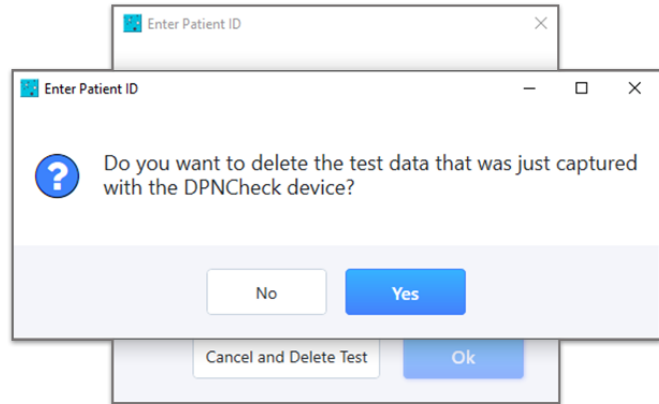 Enter Patient ID
Enter Patient ID
Do you want to delete the test data that was just captured
with the DPNCheck device?
No
Yes
Cancel and Delete Test
Ok